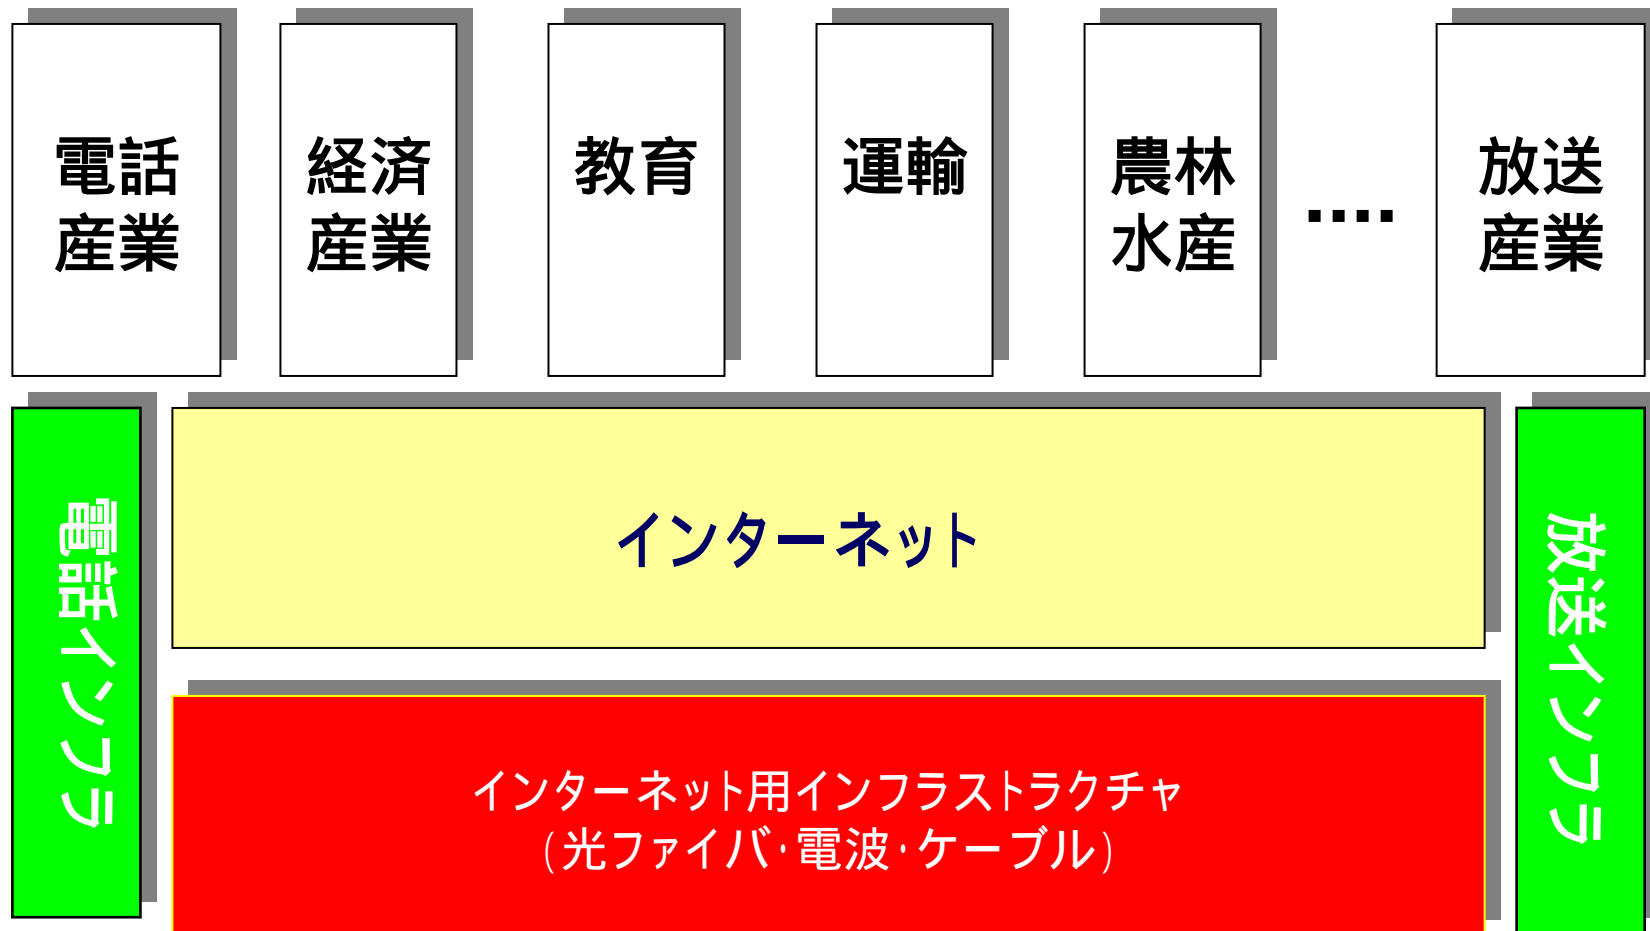 電話
産業
経済
産業
教育
運輸
農林
水産
....
放送
産業
電話インフラ
インターネット
放送インフラ
インターネット用インフラストラクチャ
(光ファイバ・電波・ケーブル)